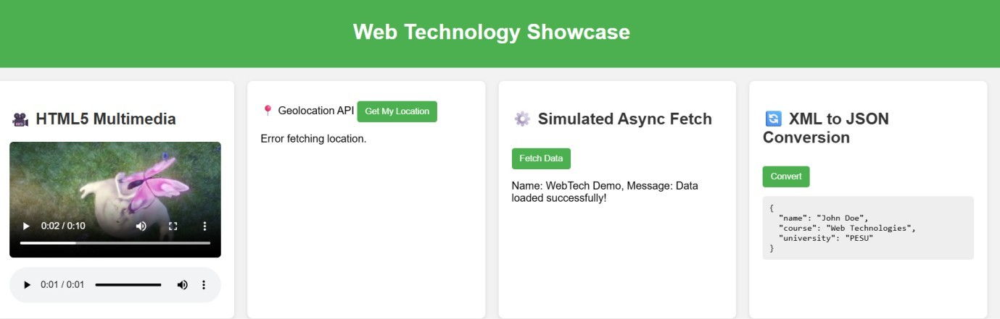 Web Technology Showcase
🎥 HTML5 Multimedia
0:02 / 0:10
0:01 / 0:01
📍 Geolocation API Get My Location
Error fetching location.
⚙️ Simulated Async Fetch
Fetch Data
Name: WebTech Demo, Message: Data
loaded successfully!
🔄 XML to JSON
Conversion
Convert
{
  "name": "John Doe",
  "course": "Web Technologies",
  "university": "PESU"
}